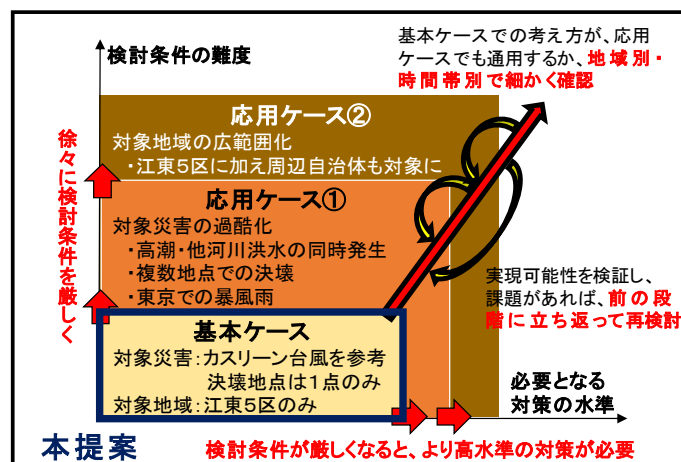 検討条件の難度
基本ケースでの考え方が、応用
ケースでも通用するか、地域別・
時間帯別で細かく確認
応用ケース②
対象地域の広範囲化
・江東5区に加え周辺自治体も対象に
徐々に検討条件を厳しく
応用ケース①
対象災害の過酷化
・高潮・他河川洪水の同時発生
・複数地点での決壊
・東京での暴風雨
実現可能性を検証し、
課題があれば、前の段
階に立ち返って再検討
基本ケース
対象災害:カスリーン台風を参考
決壊地点は1点のみ
対象地域:江東5区のみ
必要となる
対策の水準
本提案
検討条件が厳しくなると、より高水準の対策が必要